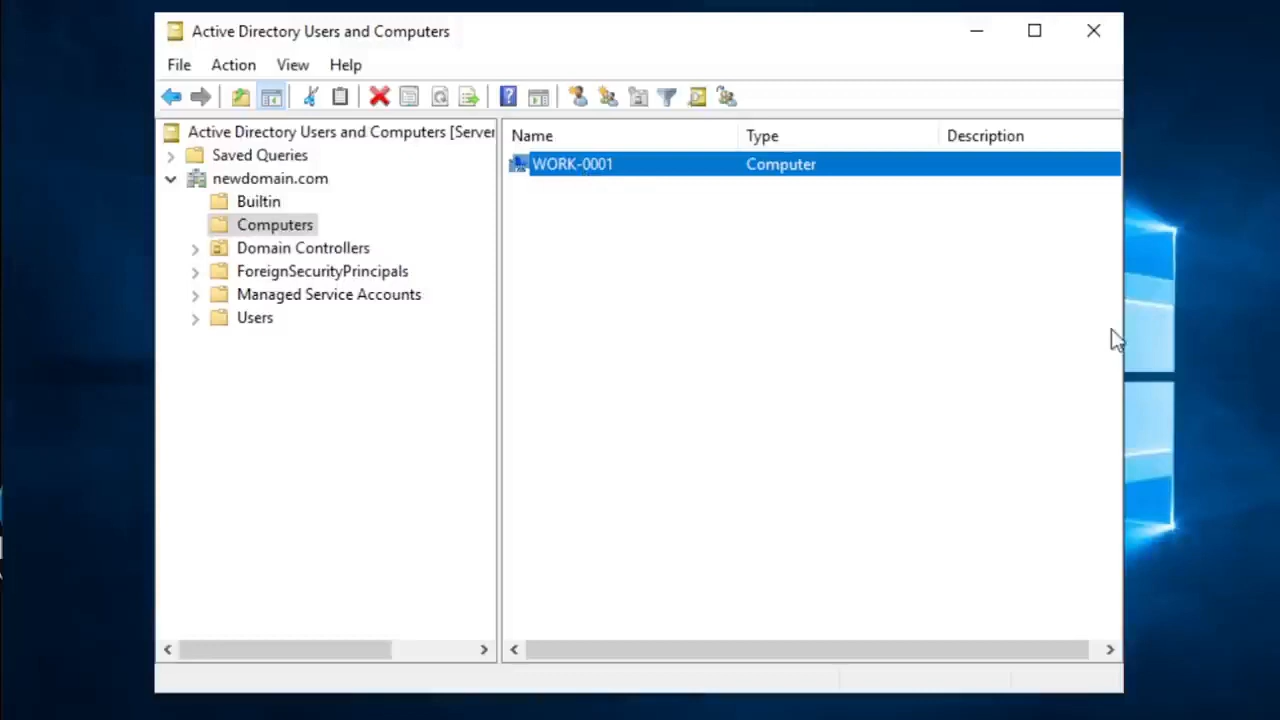 Active Directory Users and Computers
File Action View Help
Active Directory Users and Computers [Server
Saved Queries
newdomain.com
Builtin
Computers
Domain Controllers
ForeignSecurityPrincipals
Managed Service Accounts
Users
Name Type Description
WORK-0001 Computer